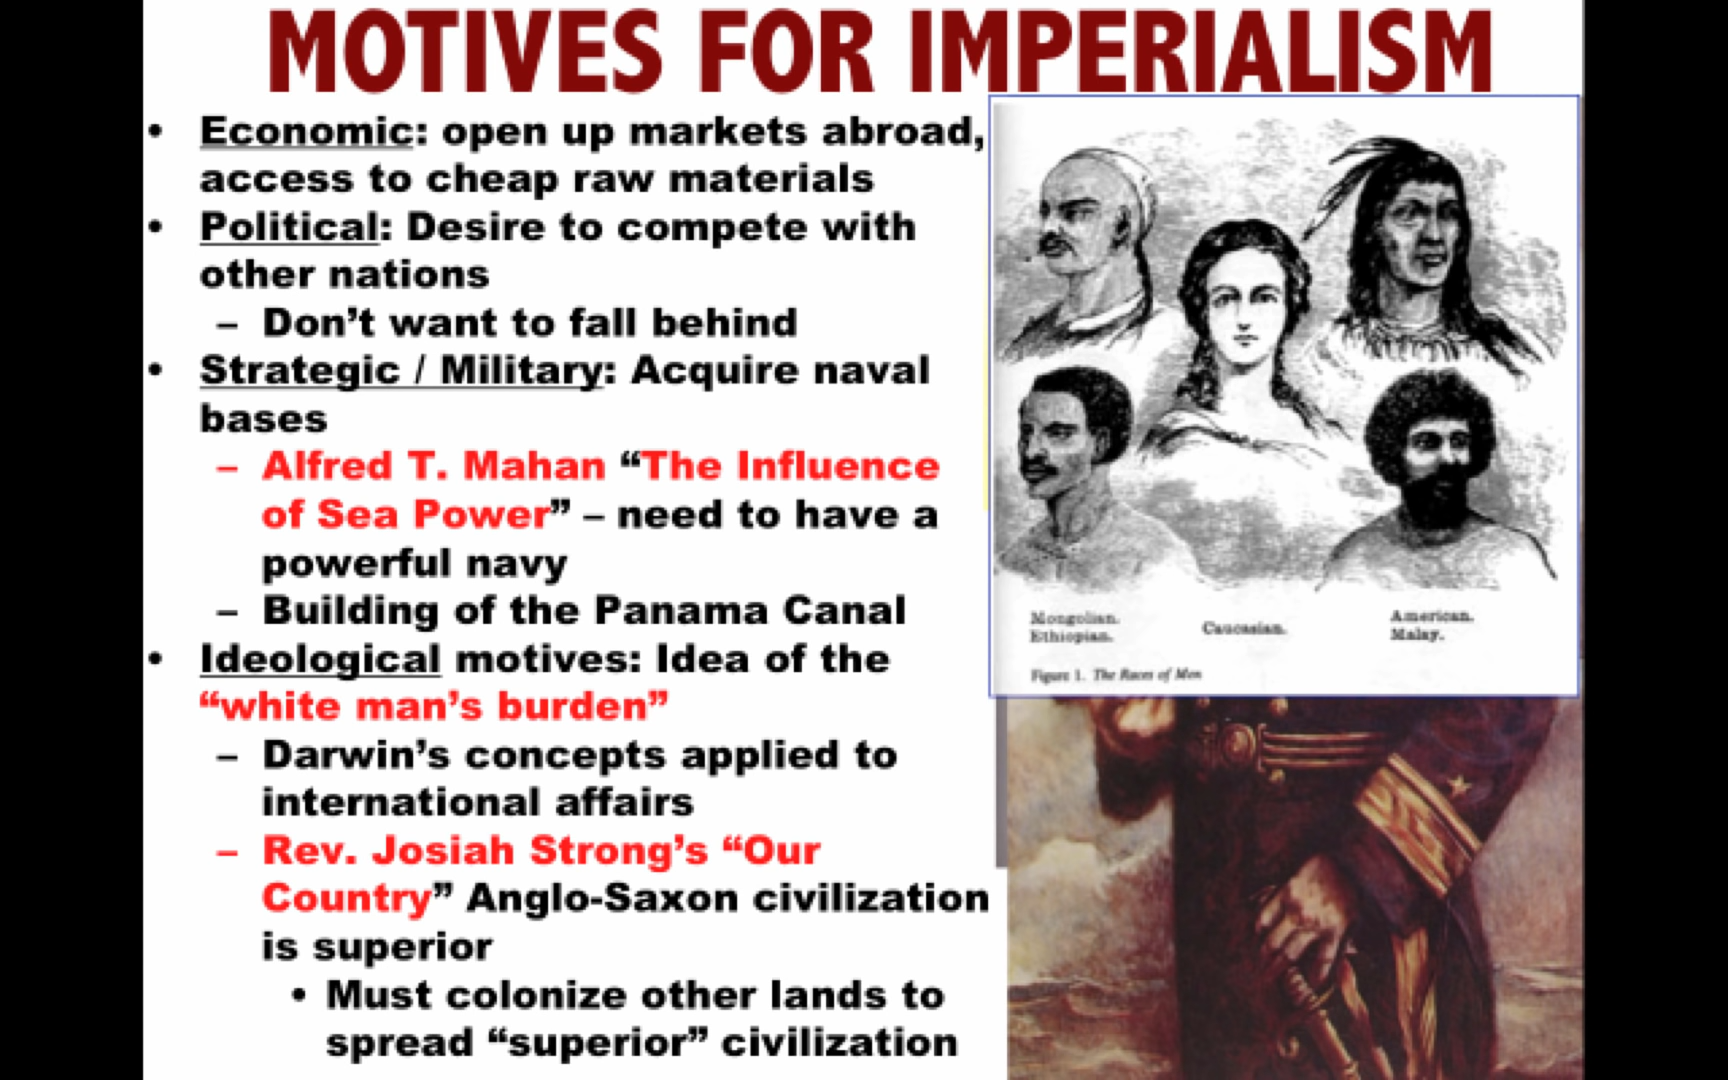 MOTIVES FOR IMPERIALISM
• Economic: open up markets abroad,
access to cheap raw materials
• Political: Desire to compete with
other nations
– Don’t want to fall behind
• Strategic / Military: Acquire naval
bases
– Alfred T. Mahan “The Influence
of Sea Power” – need to have a
powerful navy
– Building of the Panama Canal
• Ideological motives: Idea of the
“white man’s burden”
– Darwin’s concepts applied to
international affairs
– Rev. Josiah Strong’s “Our
Country” Anglo-Saxon civilization
is superior
• Must colonize other lands to
spread “superior” civilization
Mongolian.
Ethiopian.
Caucasian.
American.
Malay.
Figure 1. The Races of Men